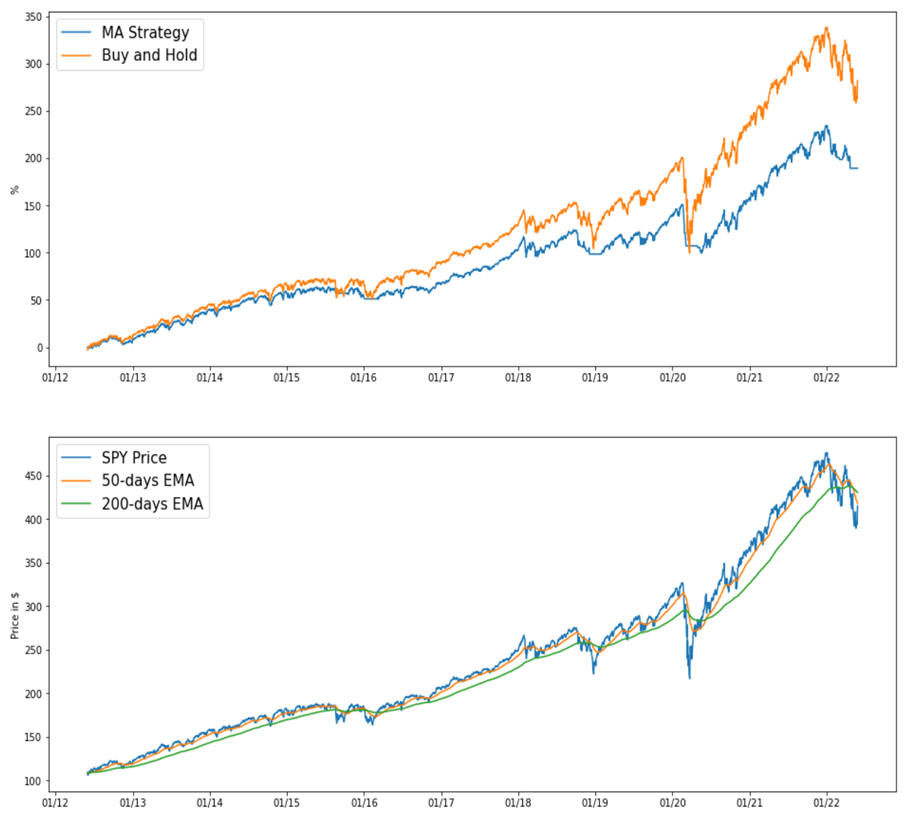 350
300
250
200
150
100
50
0
%
MA Strategy
Buy and Hold
01/12 01/13 01/14 01/15 01/16 01/17 01/18 01/19 01/20 01/21 01/22
450
400
350
300
250
200
150
100
Price in $
SPY Price
50-days EMA
200-days EMA
01/12 01/13 01/14 01/15 01/16 01/17 01/18 01/19 01/20 01/21 01/22